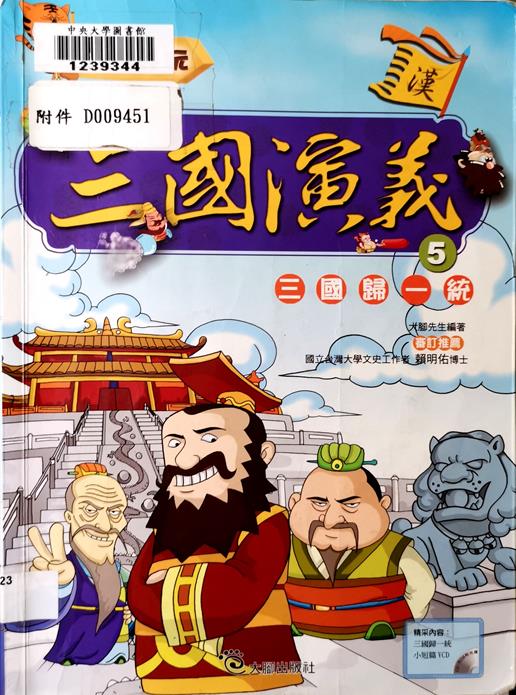 中央大學圖書館
1239344
附件 D009451
元
漢
三國演義
5
三國歸一統
大腳先生編著
審訂推薦
國立台灣大學文史工作者 賴明佑博士
23
精采內容：
三國歸一統
小短篇VCD
大腳出版社